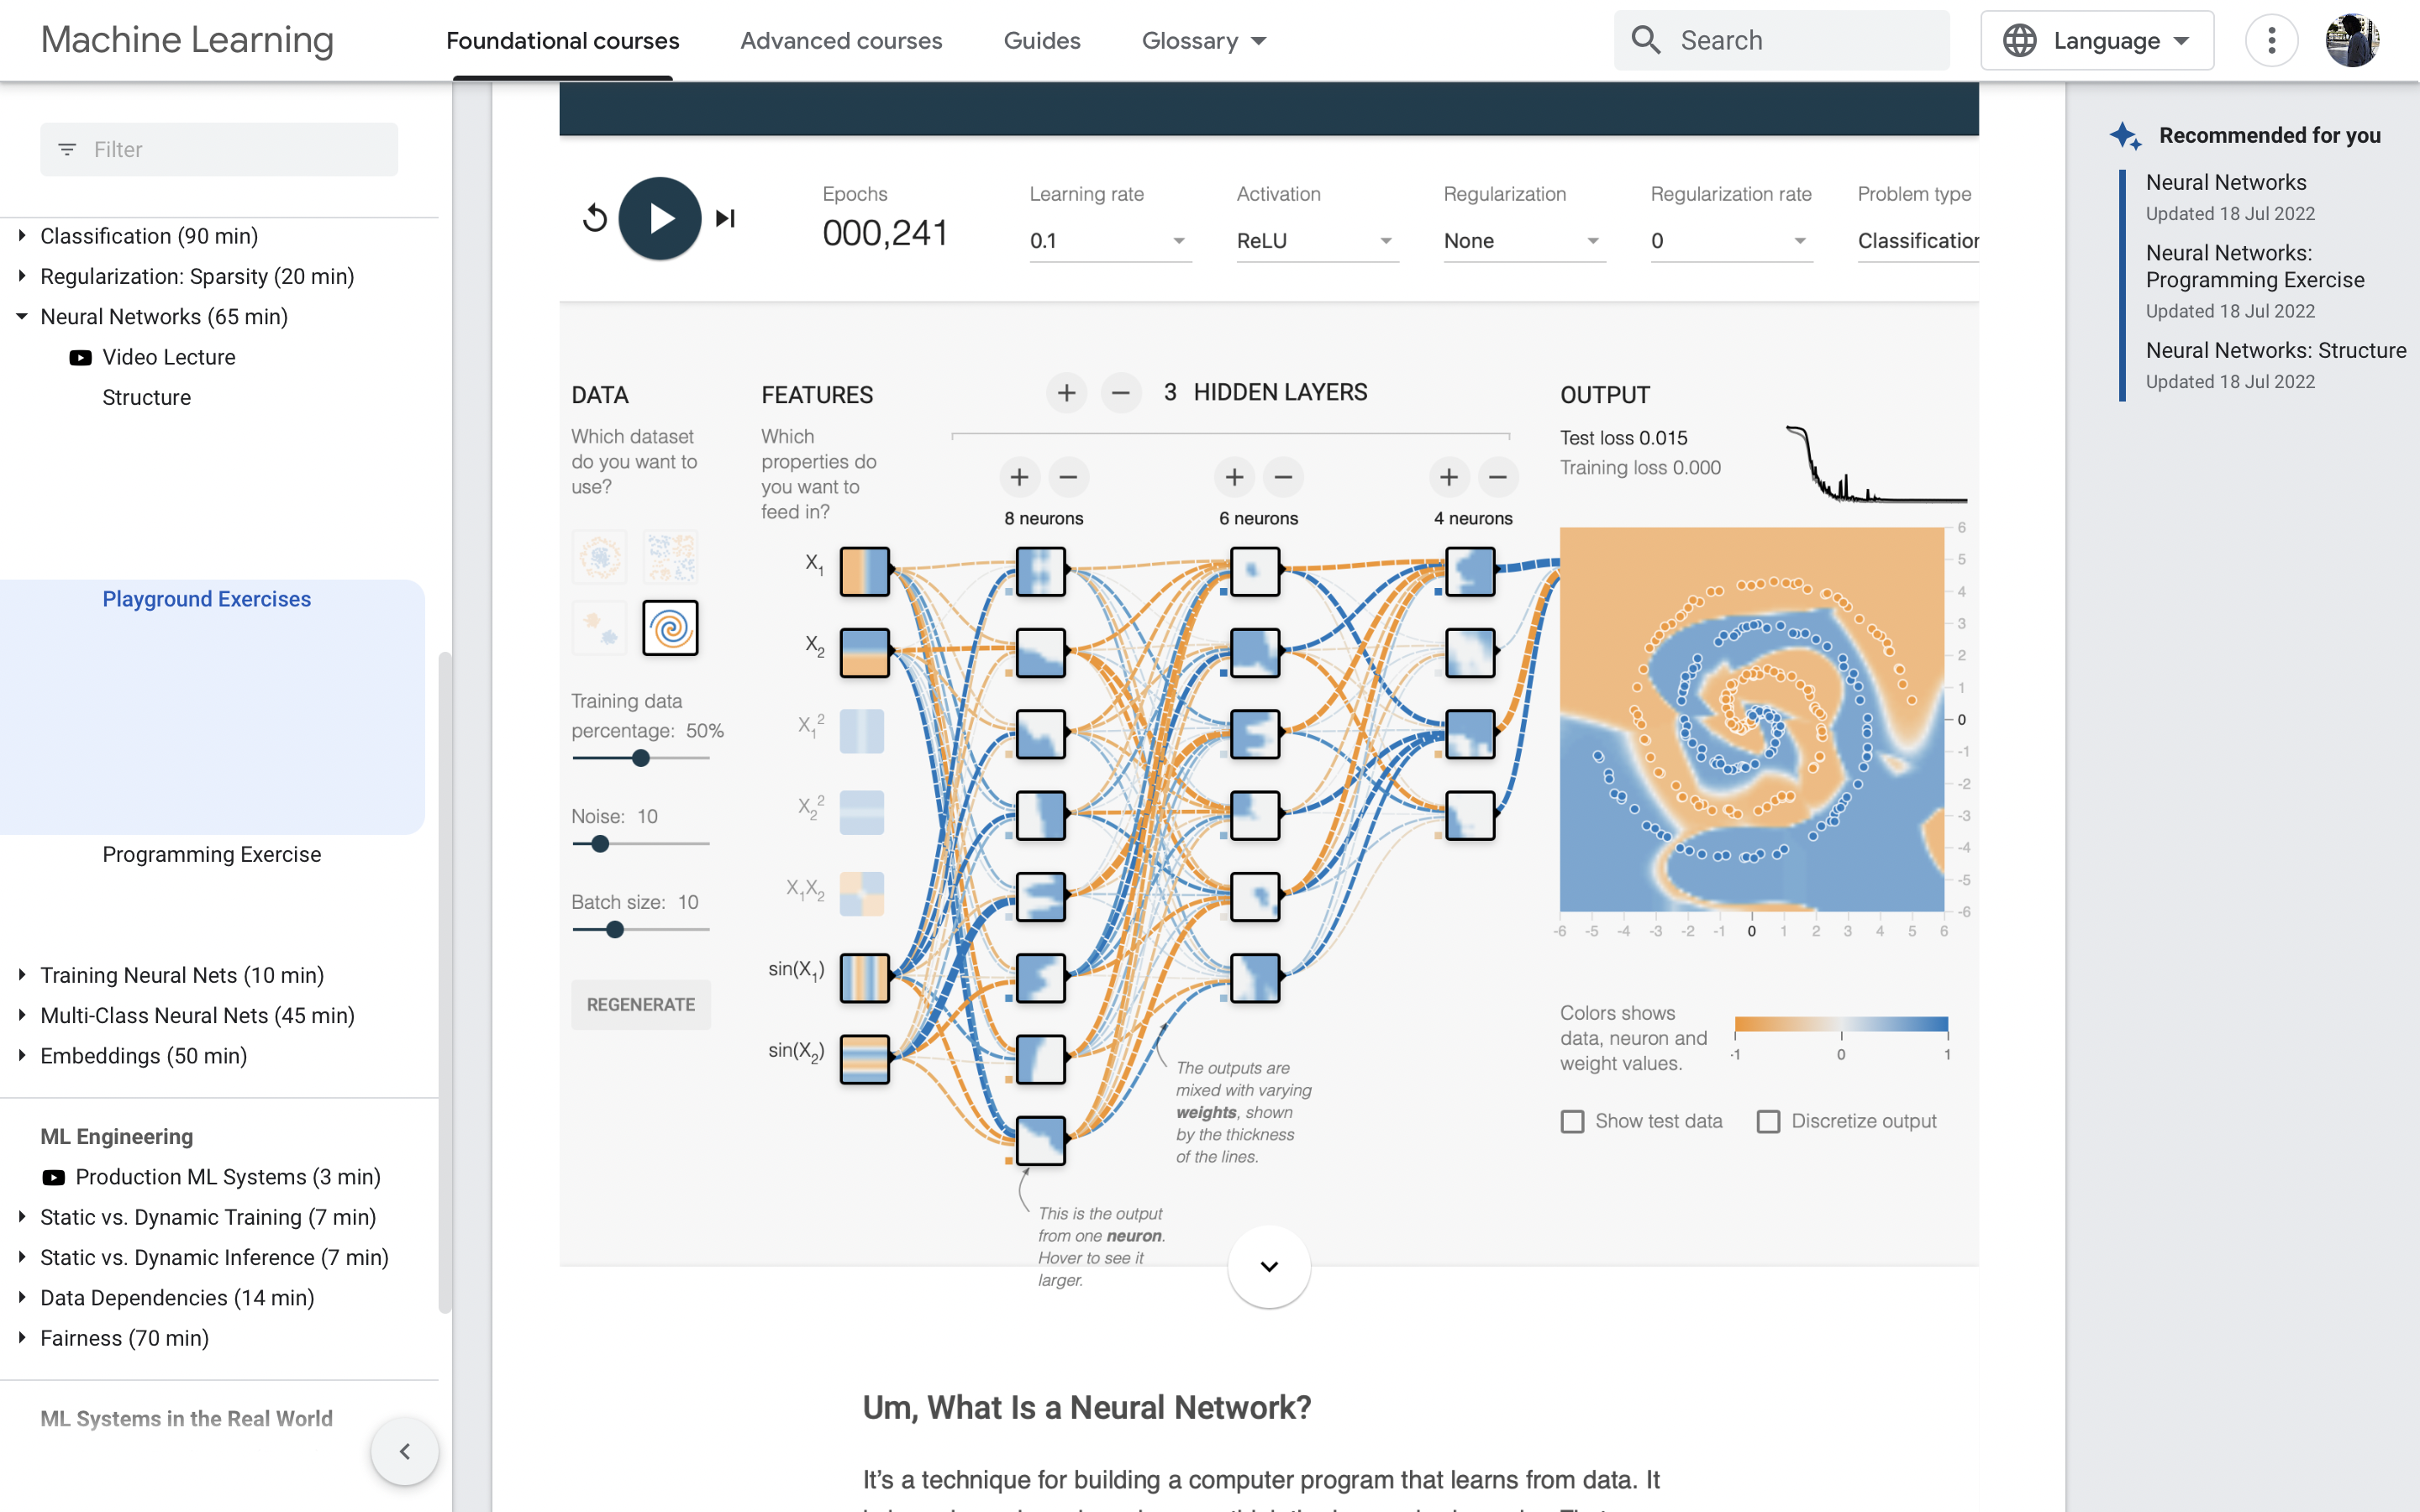 Machine Learning
Foundational courses
Advanced courses
Guides
Glossary
Search
Language
Filter
Classification (90 min)
Regularization: Sparsity (20 min)
Neural Networks (65 min)
Video Lecture
Structure
Playground Exercises
Programming Exercise
Training Neural Nets (10 min)
Multi-Class Neural Nets (45 min)
Embeddings (50 min)
ML Engineering
Production ML Systems (3 min)
Static vs. Dynamic Training (7 min)
Static vs. Dynamic Inference (7 min)
Data Dependencies (14 min)
Fairness (70 min)
ML Systems in the Real World
Epochs
000,241
Learning rate
0.1
Activation
ReLU
Regularization
None
Regularization rate
0
Problem type
Classification
DATA
Which dataset
do you want to
use?
Training data
percentage: 50%
Noise: 10
Batch size: 10
REGENERATE
FEATURES
Which
properties do
you want to
feed in?
X1
X2
X1^2
X2^2
X1X2
sin(X1)
sin(X2)
3 HIDDEN LAYERS
8 neurons
6 neurons
4 neurons
The outputs are
mixed with varying
weights, shown
by the thickness
of the lines.
This is the output
from one neuron.
Hover to see it
larger.
OUTPUT
Test loss 0.015
Training loss 0.000
6
5
4
3
2
1
0
-1
-2
-3
-4
-5
-6
-6 -5 -4 -3 -2 -1 0 1 2 3 4 5 6
Colors shows
data, neuron and
weight values.
-1 0 1
Show test data
Discretize output
Um, What Is a Neural Network?
It's a technique for building a computer program that learns from data. It
Recommended for you
Neural Networks
Updated 18 Jul 2022
Neural Networks:
Programming Exercise
Updated 18 Jul 2022
Neural Networks: Structure
Updated 18 Jul 2022